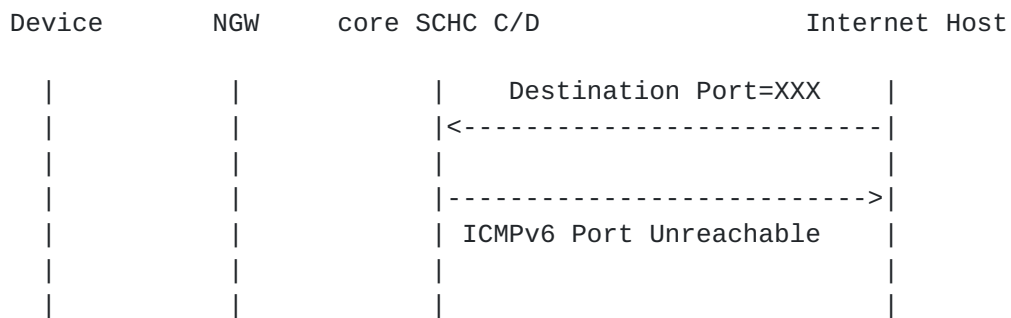 Device       NGW     core SCHC C/D                 Internet Host
  |           |            |    Destination Port=XXX    |
  |           |            |<---------------------------|
  |           |            |                            |
  |           |            |--------------------------->|
  |           |            | ICMPv6 Port Unreachable    |
  |           |            |                            |
  |           |            |                            |